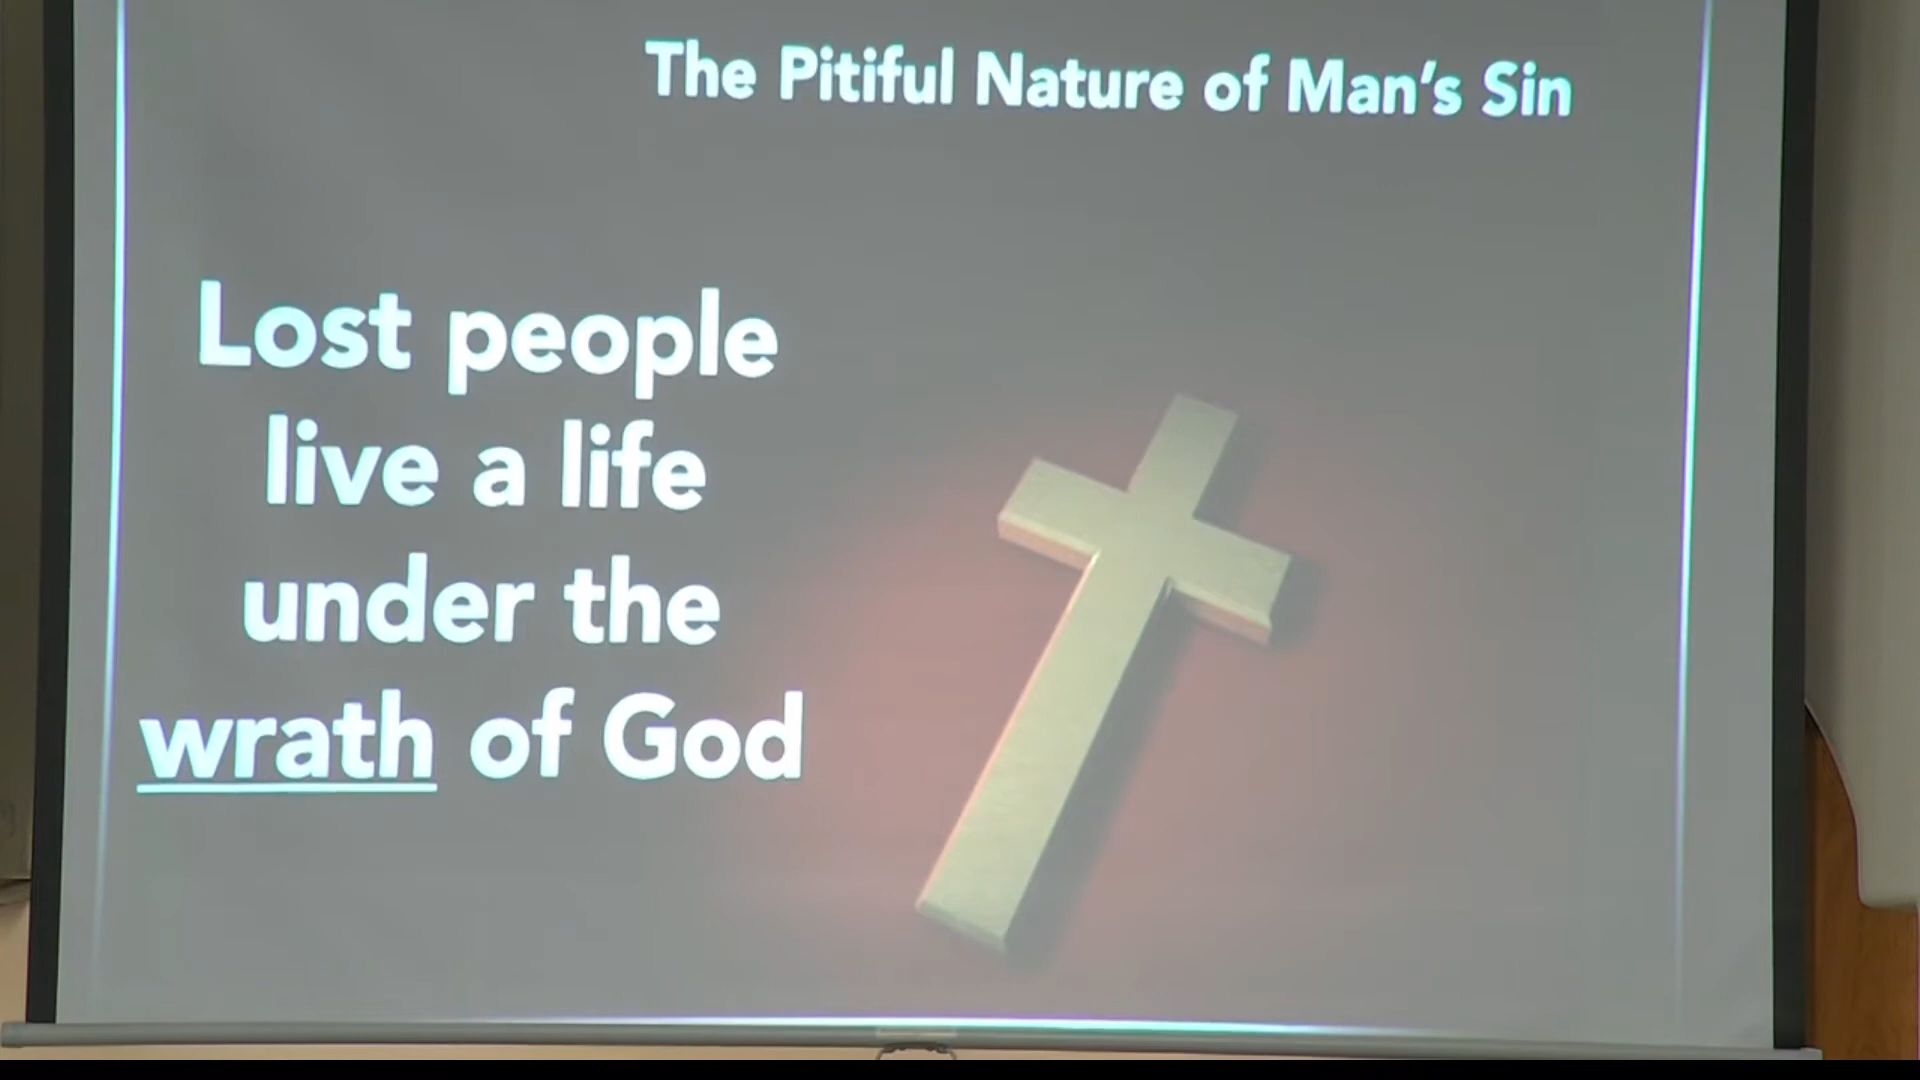 The Pitiful Nature of Man's Sin
Lost people
live a life
under the
wrath of God